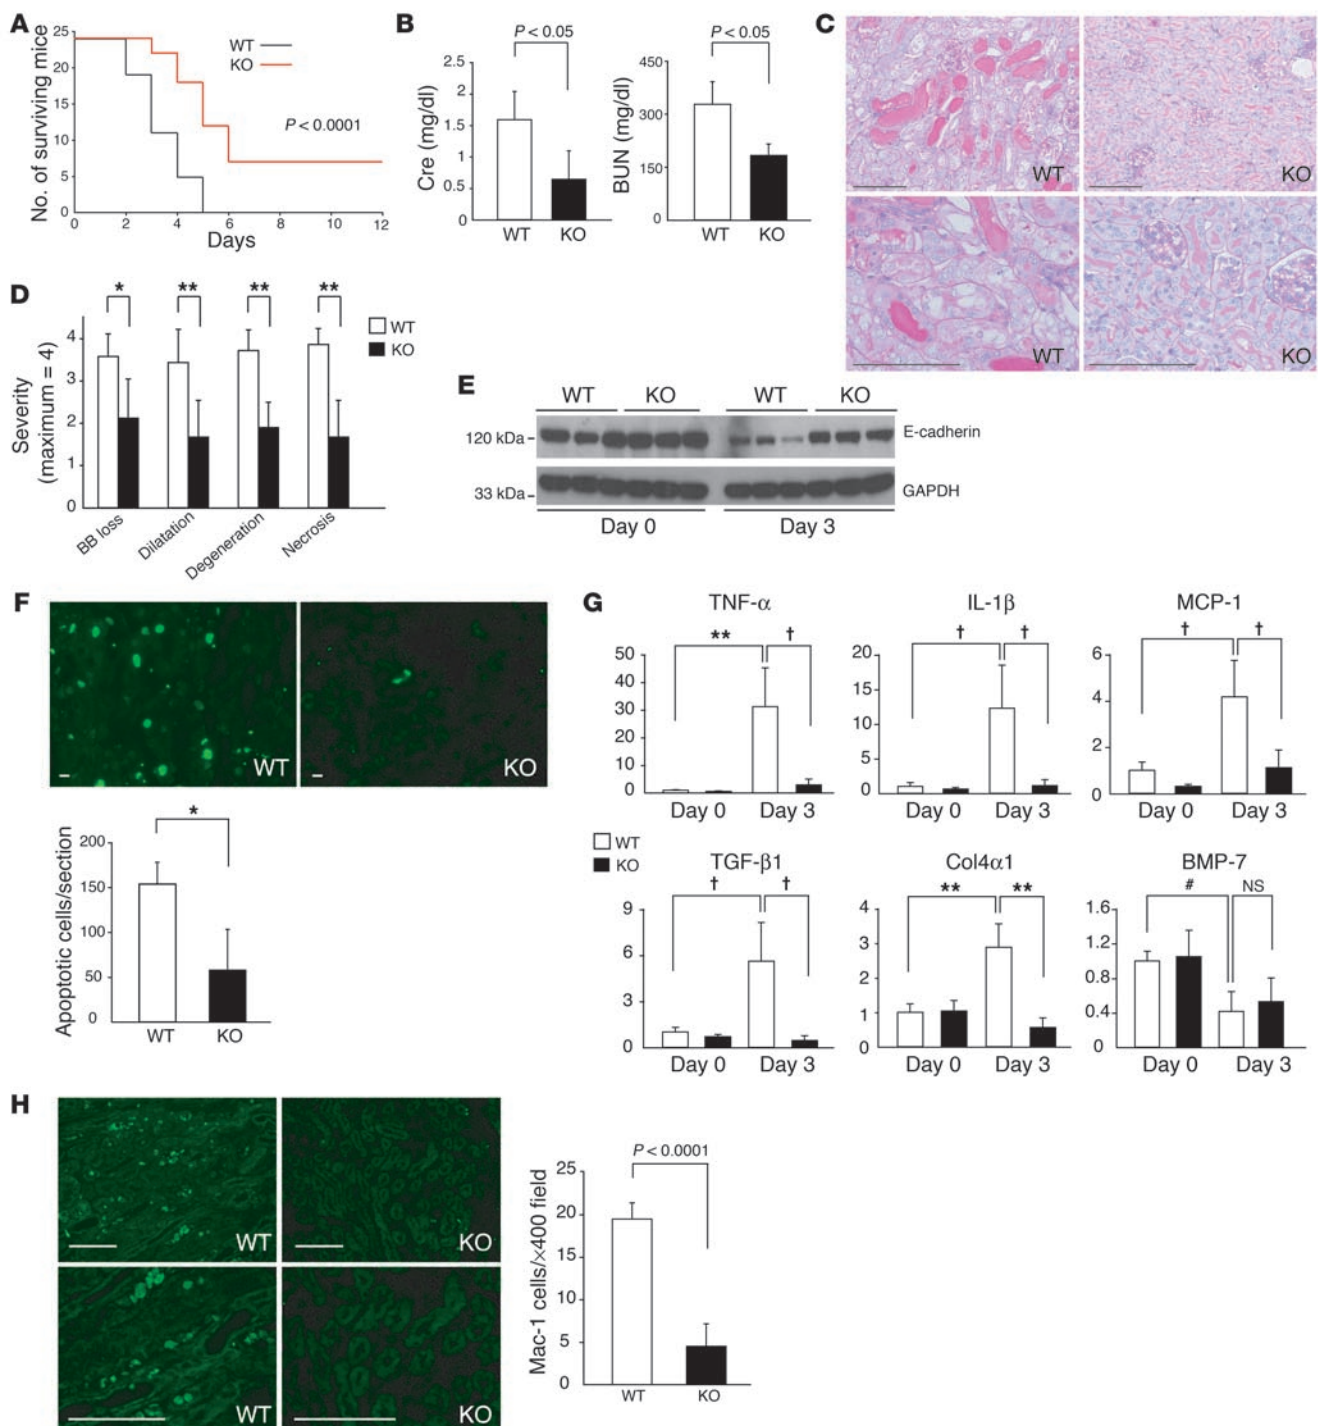 A
No. of surviving mice
25
20
15
10
5
0
WT
KO
P < 0.0001
0 2 4 6 8 10 12
Days
B
P < 0.05
Cre (mg/dl)
2.5
2
1.5
1
0.5
0
WT KO
P < 0.05
BUN (mg/dl)
450
300
150
0
WT KO
C
WT
KO
WT
KO
D
* ** ** **
Severity
(maximum = 4)
4
3
2
1
0
WT
KO
BB loss
Dilatation
Degeneration
Necrosis
E
WT KO WT KO
120 kDa
E-cadherin
33 kDa
GAPDH
Day 0 Day 3
F
WT
KO
*
Apoptotic cells/section
200
150
100
50
0
WT KO
G
TNF-α
** †
50
40
30
20
10
0
Day 0 Day 3
IL-1β
† †
20
15
10
5
0
Day 0 Day 3
MCP-1
† †
6
4
2
0
Day 0 Day 3
WT
KO
TGF-β1
† †
9
6
3
0
Day 0 Day 3
Col4α1
** **
4
3
2
1
0
Day 0 Day 3
BMP-7
# NS
1.6
1.2
0.8
0.4
0
Day 0 Day 3
H
WT
KO
WT
KO
P < 0.0001
Mac-1 cells/×400 field
25
20
15
10
5
0
WT KO